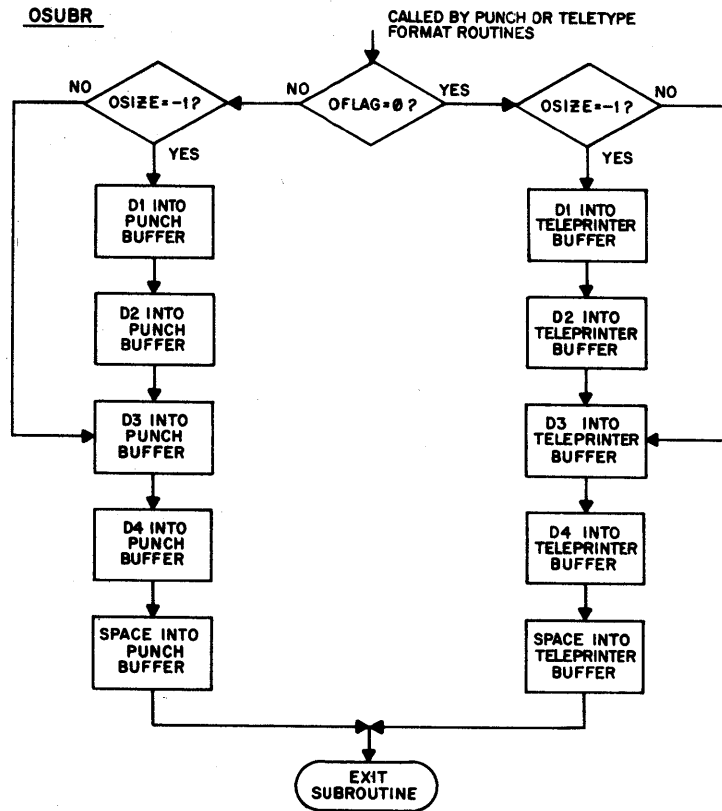 OSUBR
CALLED BY PUNCH OR TELETYPE
FORMAT ROUTINES
NO
OSIZE=-1?
NO
OFLAG=0?
YES
OSIZE=-1?
NO
YES
YES
D1 INTO
PUNCH
BUFFER
D1 INTO
TELEPRINTER
BUFFER
D2 INTO
PUNCH
BUFFER
D2 INTO
TELEPRINTER
BUFFER
D3 INTO
PUNCH
BUFFER
D3 INTO
TELEPRINTER
BUFFER
D4 INTO
PUNCH
BUFFER
D4 INTO
TELEPRINTER
BUFFER
SPACE INTO
PUNCH
BUFFER
SPACE INTO
TELEPRINTER
BUFFER
EXIT
SUBROUTINE